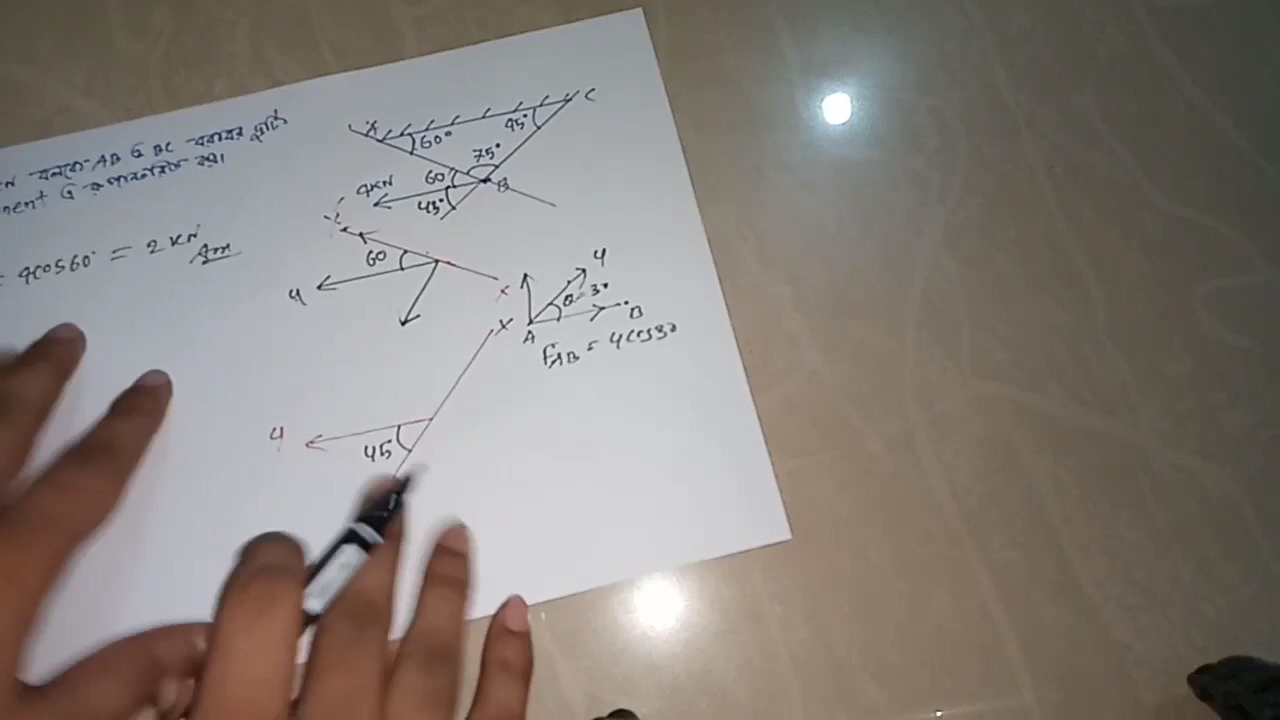 বলকে AB ও BC বরাবর দুটি
nent এ রূপান্তরিত কর।
= 4cos60° = 2 KN
Ans
A
C
60°
45°
75°
4KN
60
B
45°
60
4
x
4
θ=30
A
B
F_AB = 4cos30
x
4
45